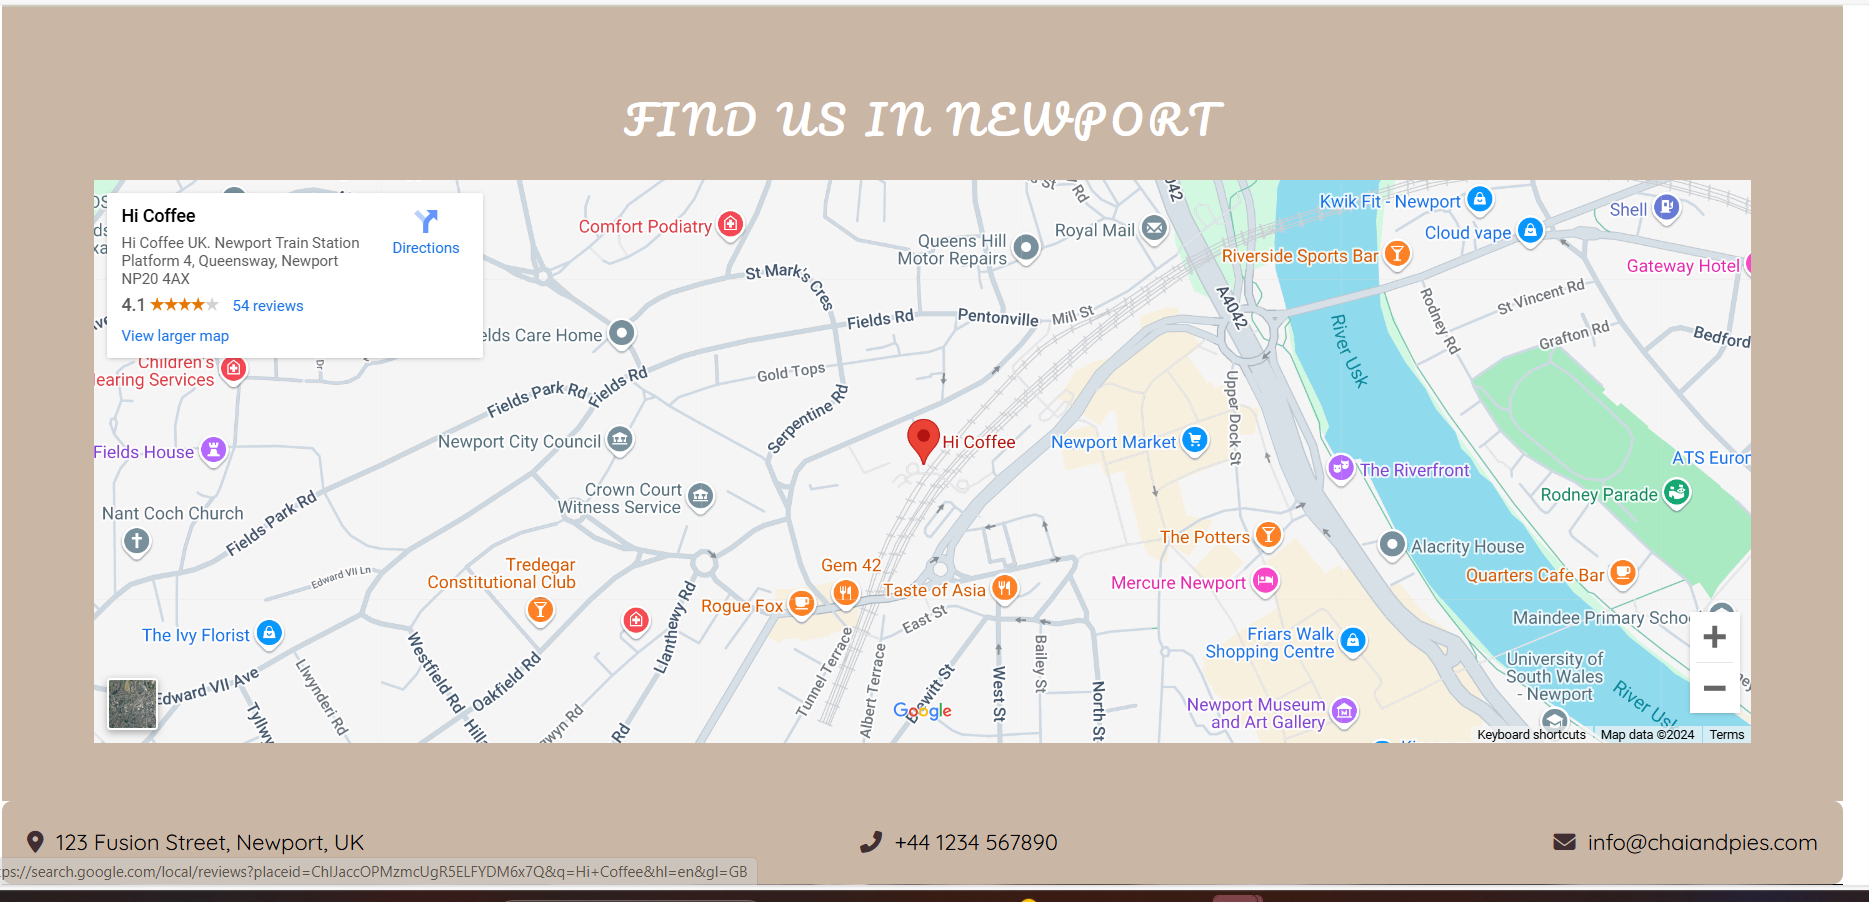 FIND US IN NEWPORT
Hi Coffee
Directions
Hi Coffee UK. Newport Train Station
Platform 4, Queensway, Newport
NP20 4AX
4.1
54 reviews
View larger map
Comfort Podiatry
Queens Hill
Motor Repairs
Royal Mail
A4042
Kwik Fit - Newport
Cloud vape
Shell
Riverside Sports Bar
Gateway Hotel
St Mark's Cres
Fields Rd
Pentonville
Mill St
River Usk
Rodney Rd
St Vincent Rd
Grafton Rd
Bedford
elds Care Home
Children's
learing Services
Dr
Gold Tops
Fields Park Rd
Fields Rd
Serpentine Rd
Upper Dock St
Newport City Council
Hi Coffee
Newport Market
The Riverfront
ATS Euror
Fields House
Rodney Parade
Crown Court
Witness Service
Nant Coch Church
Fields Park Rd
The Potters
Alacrity House
Tredegar
Constitutional Club
Edward VII Ln
Gem 42
Taste of Asia
Mercure Newport
Quarters Cafe Bar
Rogue Fox
East St
Maindee Primary Schoo
The Ivy Florist
Llanthewy Rd
Friars Walk
Shopping Centre
Bailey St
University of
South Wales
- Newport
Edward VII Ave
Llwynderi Rd
Westfield Rd
Oakfield Rd
Tunnel Terrace
Albert Terrace
West St
North St
River Usk
Newport Museum
and Art Gallery
Google
Keyboard shortcuts
Map data ©2024
Terms
123 Fusion Street, Newport, UK
+44 1234 567890
info@chaiandpies.com
tps://search.google.com/local/reviews?placeid=ChIJaccOPMzmcUgR5ELFYDM6x7Q&q=Hi+Coffee&hl=en&gl=GB